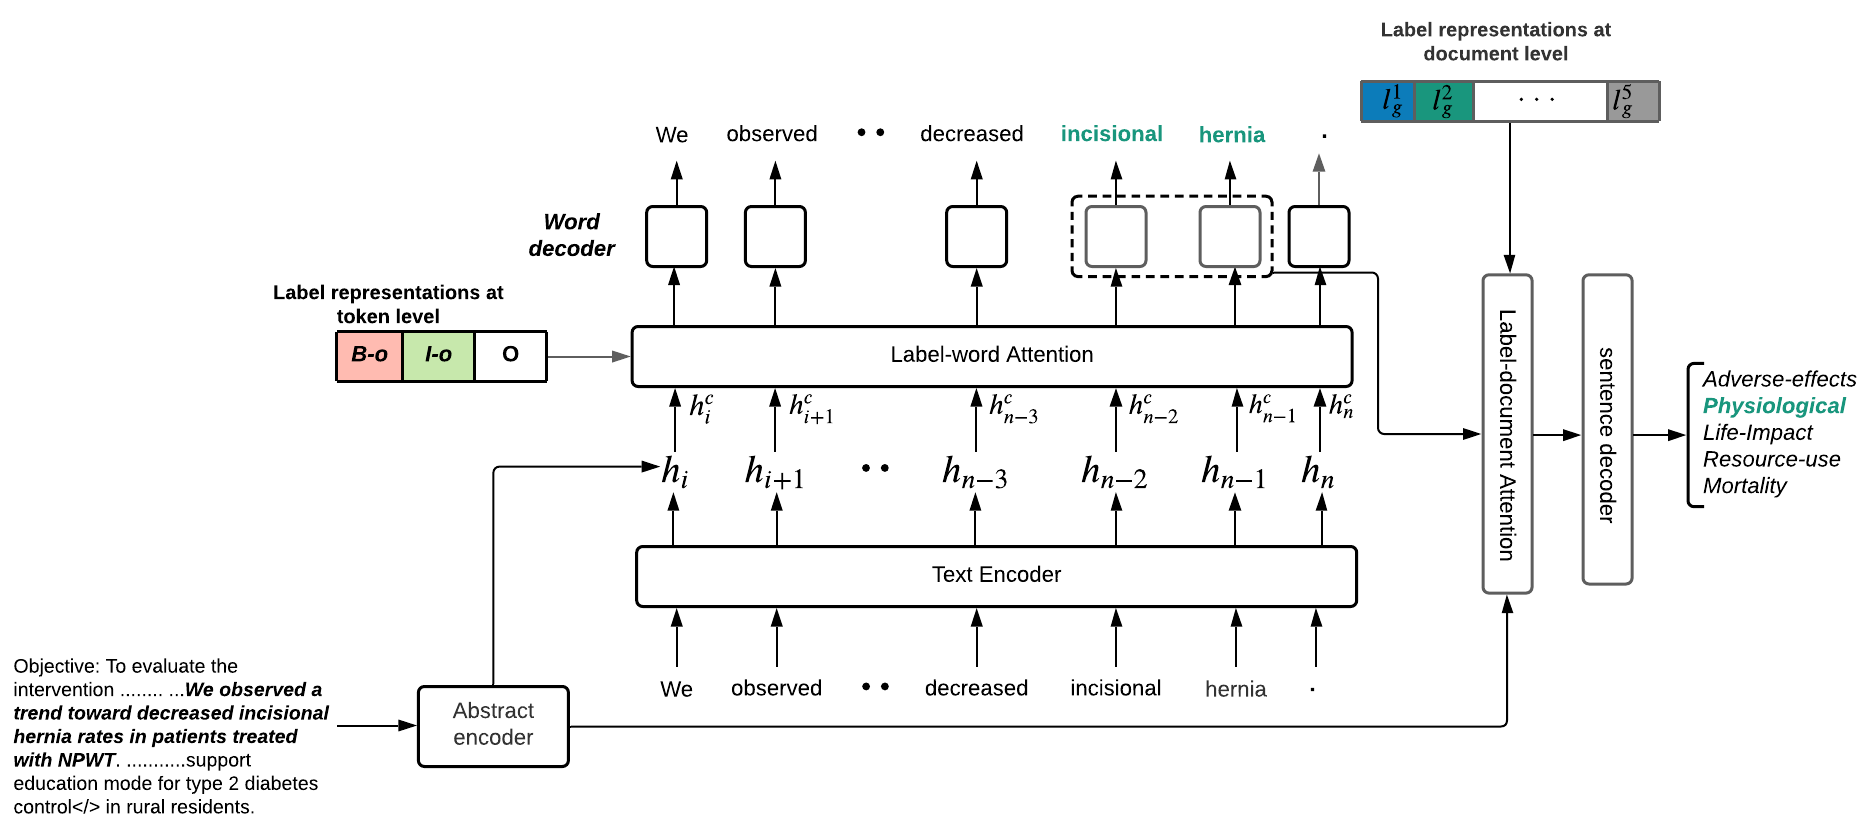 Label representations at
document level
l_g^1 l_g^2 . . . l_g^5
We observed •• decreased incisional hernia .
Word
decoder
Label representations at
token level
B-o I-o O
Label-word Attention
h_i^c h_{i+1}^c h_{n−3}^c h_{n−2}^c h_{n−1}^c h_n^c
h_i h_{i+1} •• h_{n−3} h_{n−2} h_{n−1} h_n
Text Encoder
We observed •• decreased incisional hernia .
Label-document Attention
sentence decoder
Adverse-effects
Physiological
Life-Impact
Resource-use
Mortality
Objective: To evaluate the
intervention ........ ...We observed a
trend toward decreased incisional
hernia rates in patients treated
with NPWT. ...........support
education mode for type 2 diabetes
control</> in rural residents.
Abstract
encoder